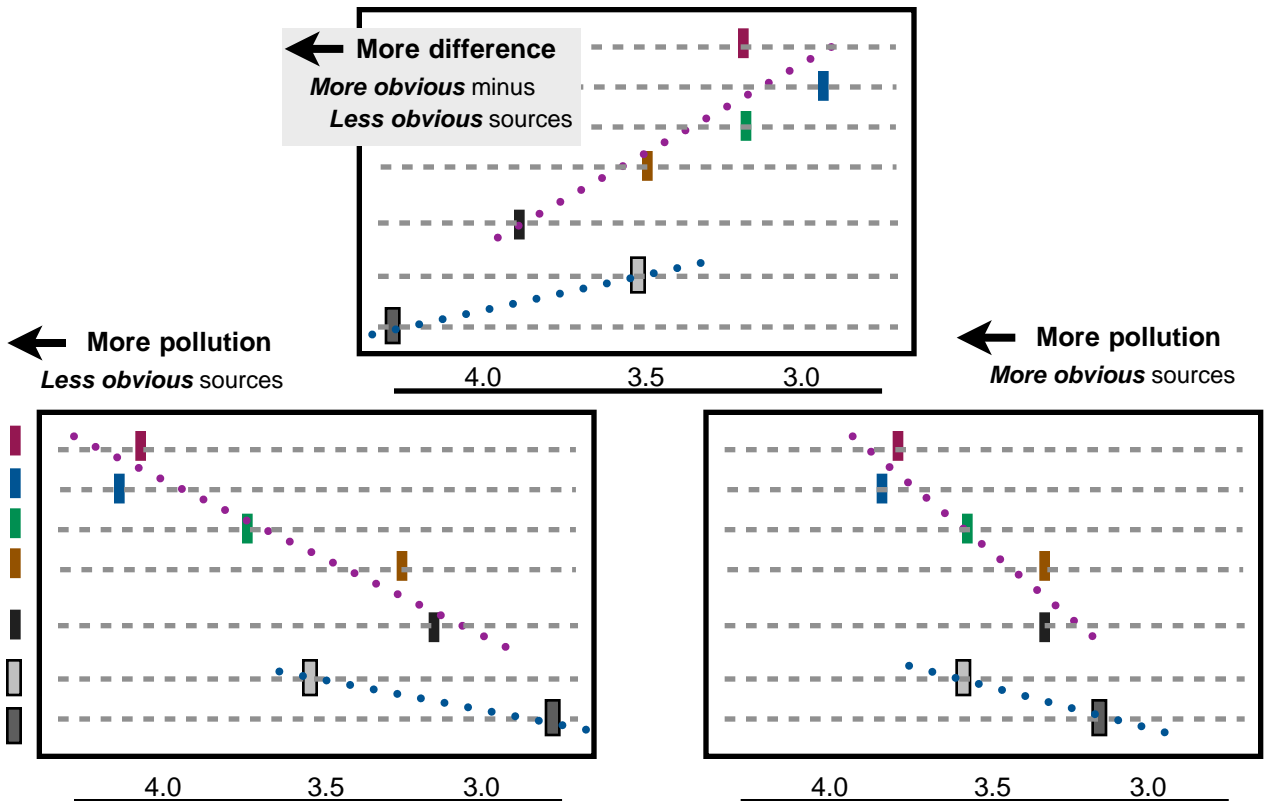 More difference
More obvious minus
Less obvious sources
4.0 3.5 3.0
More pollution
Less obvious sources
More pollution
More obvious sources
4.0 3.5 3.0
4.0 3.5 3.0